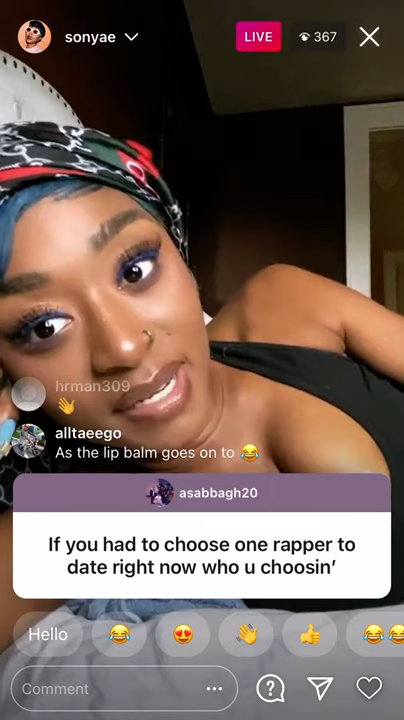 sonyae
LIVE
367
hrman309
👋
alltaeego
As the lip balm goes on to 😂
asabbagh20
If you had to choose one rapper to
date right now who u choosin’
Hello
😂
😍
👋
👍
😂😂
Comment